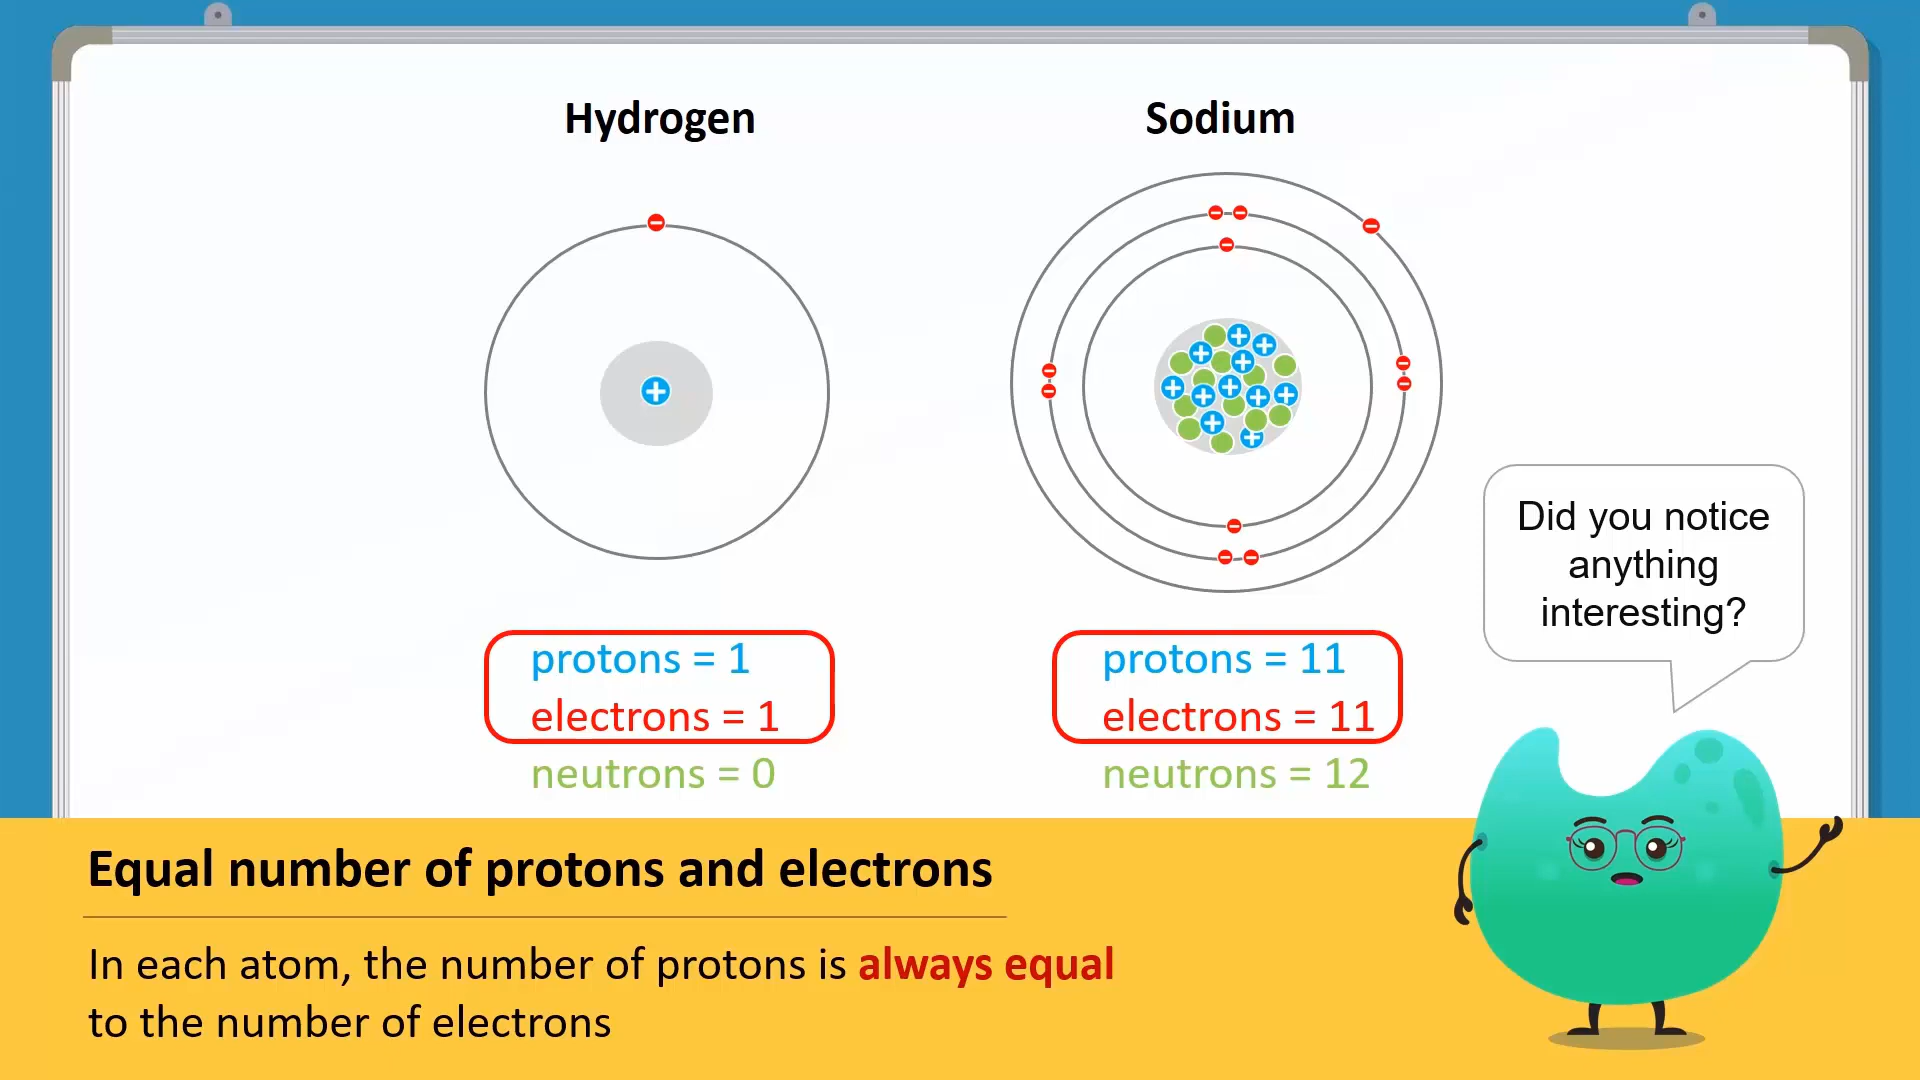 Hydrogen
Sodium
protons = 1
electrons = 1
neutrons = 0
protons = 11
electrons = 11
neutrons = 12
Did you notice
anything
interesting?
Equal number of protons and electrons
In each atom, the number of protons is always equal
to the number of electrons